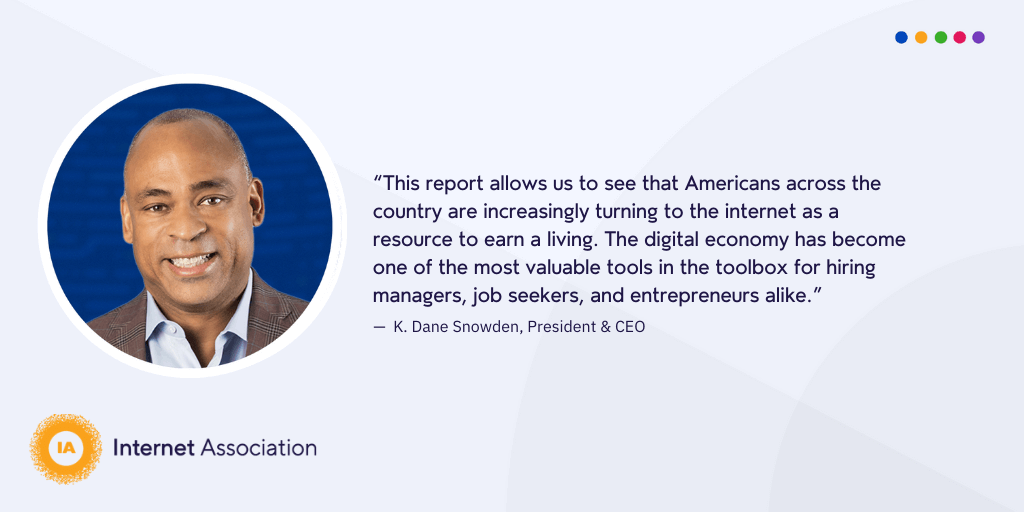 “This report allows us to see that Americans across the
country are increasingly turning to the internet as a
resource to earn a living. The digital economy has become
one of the most valuable tools in the toolbox for hiring
managers, job seekers, and entrepreneurs alike.”
— K. Dane Snowden, President & CEO
IA Internet Association